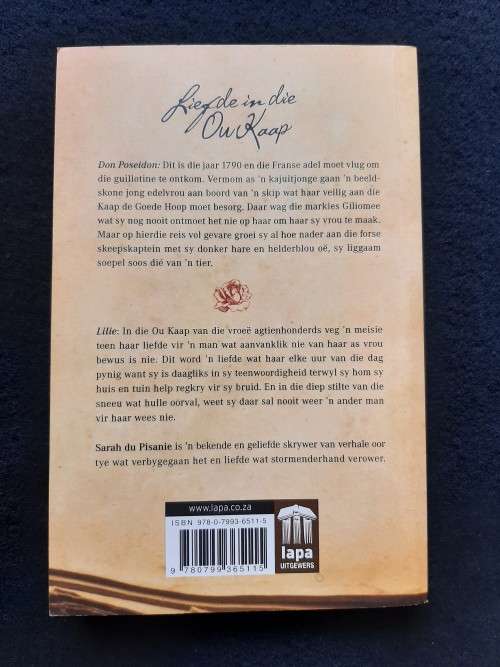 Liefde in die
Ou Kaap
Don Poseidon: Dit is die jaar 1790 en die Franse adel moet vlug om
die guillotine te ontkom. Vermom as 'n kajuitjonge gaan 'n beeld-
skone jong edelvrou aan boord van 'n skip wat haar veilig aan die
Kaap de Goede Hoop moet besorg. Daar wag die markies Giliomee
wat sy nog nooit ontmoet het nie op haar om haar sy vrou te maak.
Maar op hierdie reis vol gevare groei sy al hoe nader aan die forse
skeepskaptein met sy donker hare en helderblou oë, sy liggaam
soepel soos dié van 'n tier.
Lilie: In die Ou Kaap van die vroeë agtienhonderds veg 'n meisie
teen haar liefde vir 'n man wat aanvanklik nie van haar as vrou
bewus is nie. Dit word 'n liefde wat haar elke uur van die dag
pynig want sy is daagliks in sy teenwoordigheid terwyl sy hom sy
huis en tuin help regkry vir sy bruid. En in die diep stilte van die
sneeu wat hulle oorval, weet sy daar sal nooit weer 'n ander man
vir haar wees nie.
Sarah du Pisanie is 'n bekende en geliefde skrywer van verhale oor
tye wat verbygegaan het en liefde wat stormenderhand verower.
www.lapa.co.za
ISBN 978-0-7993-6511-5
9 780799 365115
lapa
UITGEWERS